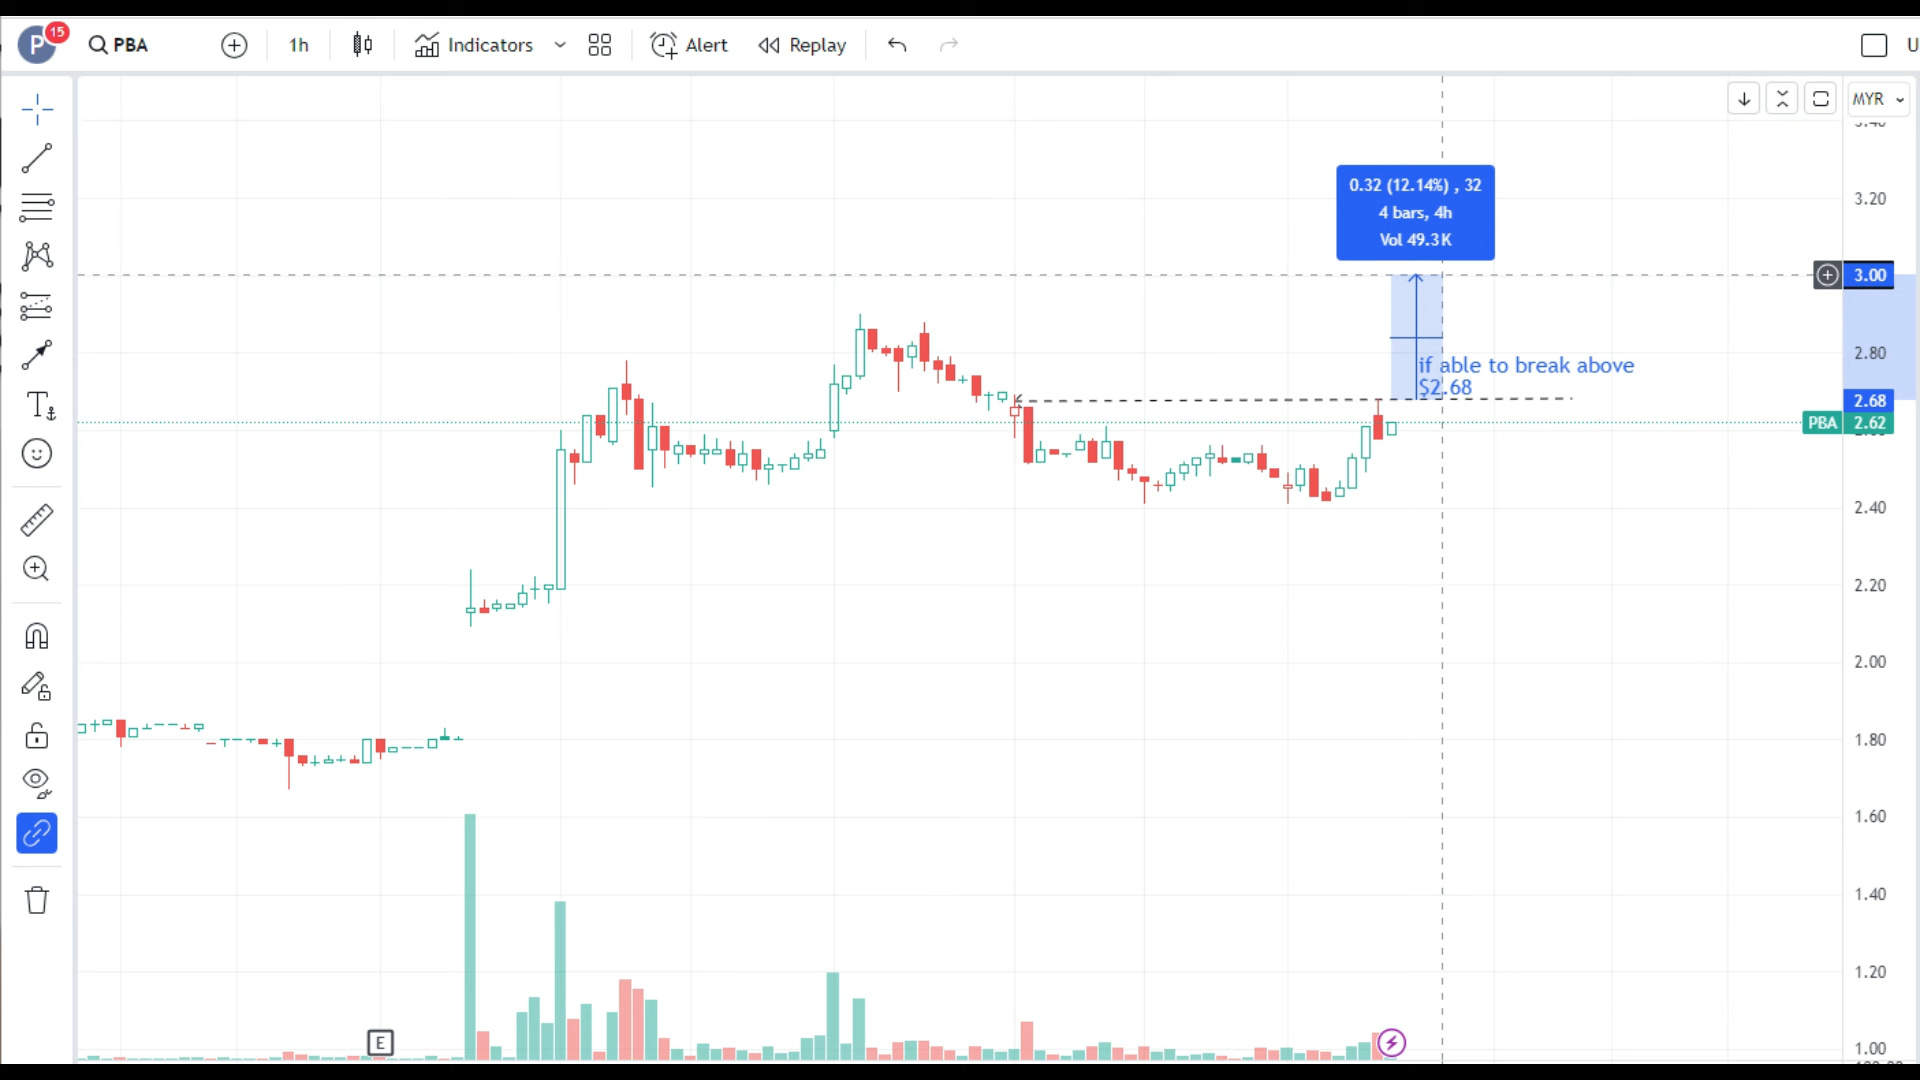 P 15 PBA 1h Indicators Alert Replay U
MYR
3.40
0.32 (12.14%) , 32
4 bars, 4h
Vol 49.3K
3.20
3.00
if able to break above
$2.68
2.80
2.68
PBA 2.62
2.40
2.20
2.00
1.80
1.60
1.40
1.20
E
1.00